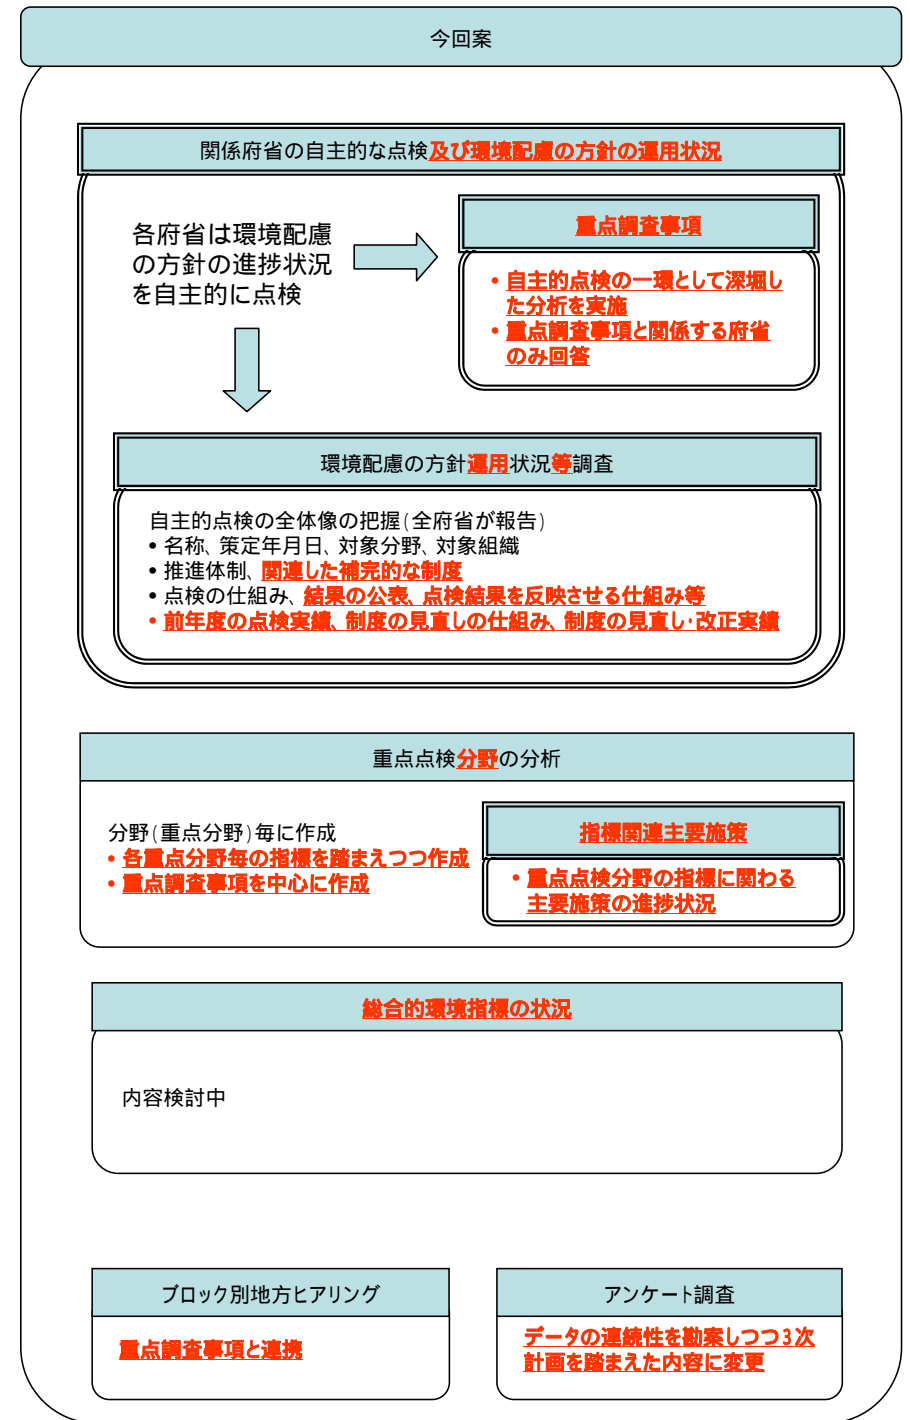 今回案
関係府省の自主的な点検及び環境配慮の方針の運用状況
各府省は環境配慮
の方針の進捗状況
を自主的に点検
重点調査事項
• 自主的点検の一環として深堀し
た分析を実施
• 重点調査事項と関係する府省
のみ回答
環境配慮の方針運用状況等調査
自主的点検の全体像の把握(全府省が報告)
• 名称、策定年月日、対象分野、対象組織
• 推進体制、関連した補完的な制度
• 点検の仕組み、結果の公表、点検結果を反映させる仕組み等
• 前年度の点検実績、制度の見直しの仕組み、制度の見直し・改正実績
重点点検分野の分析
分野(重点分野)毎に作成
• 各重点分野毎の指標を踏まえつつ作成
• 重点調査事項を中心に作成
指標関連主要施策
• 重点点検分野の指標に関わる
主要施策の進捗状況
総合的環境指標の状況
内容検討中
ブロック別地方ヒアリング
重点調査事項と連携
アンケート調査
データの連続性を勘案しつつ3次
計画を踏まえた内容に変更